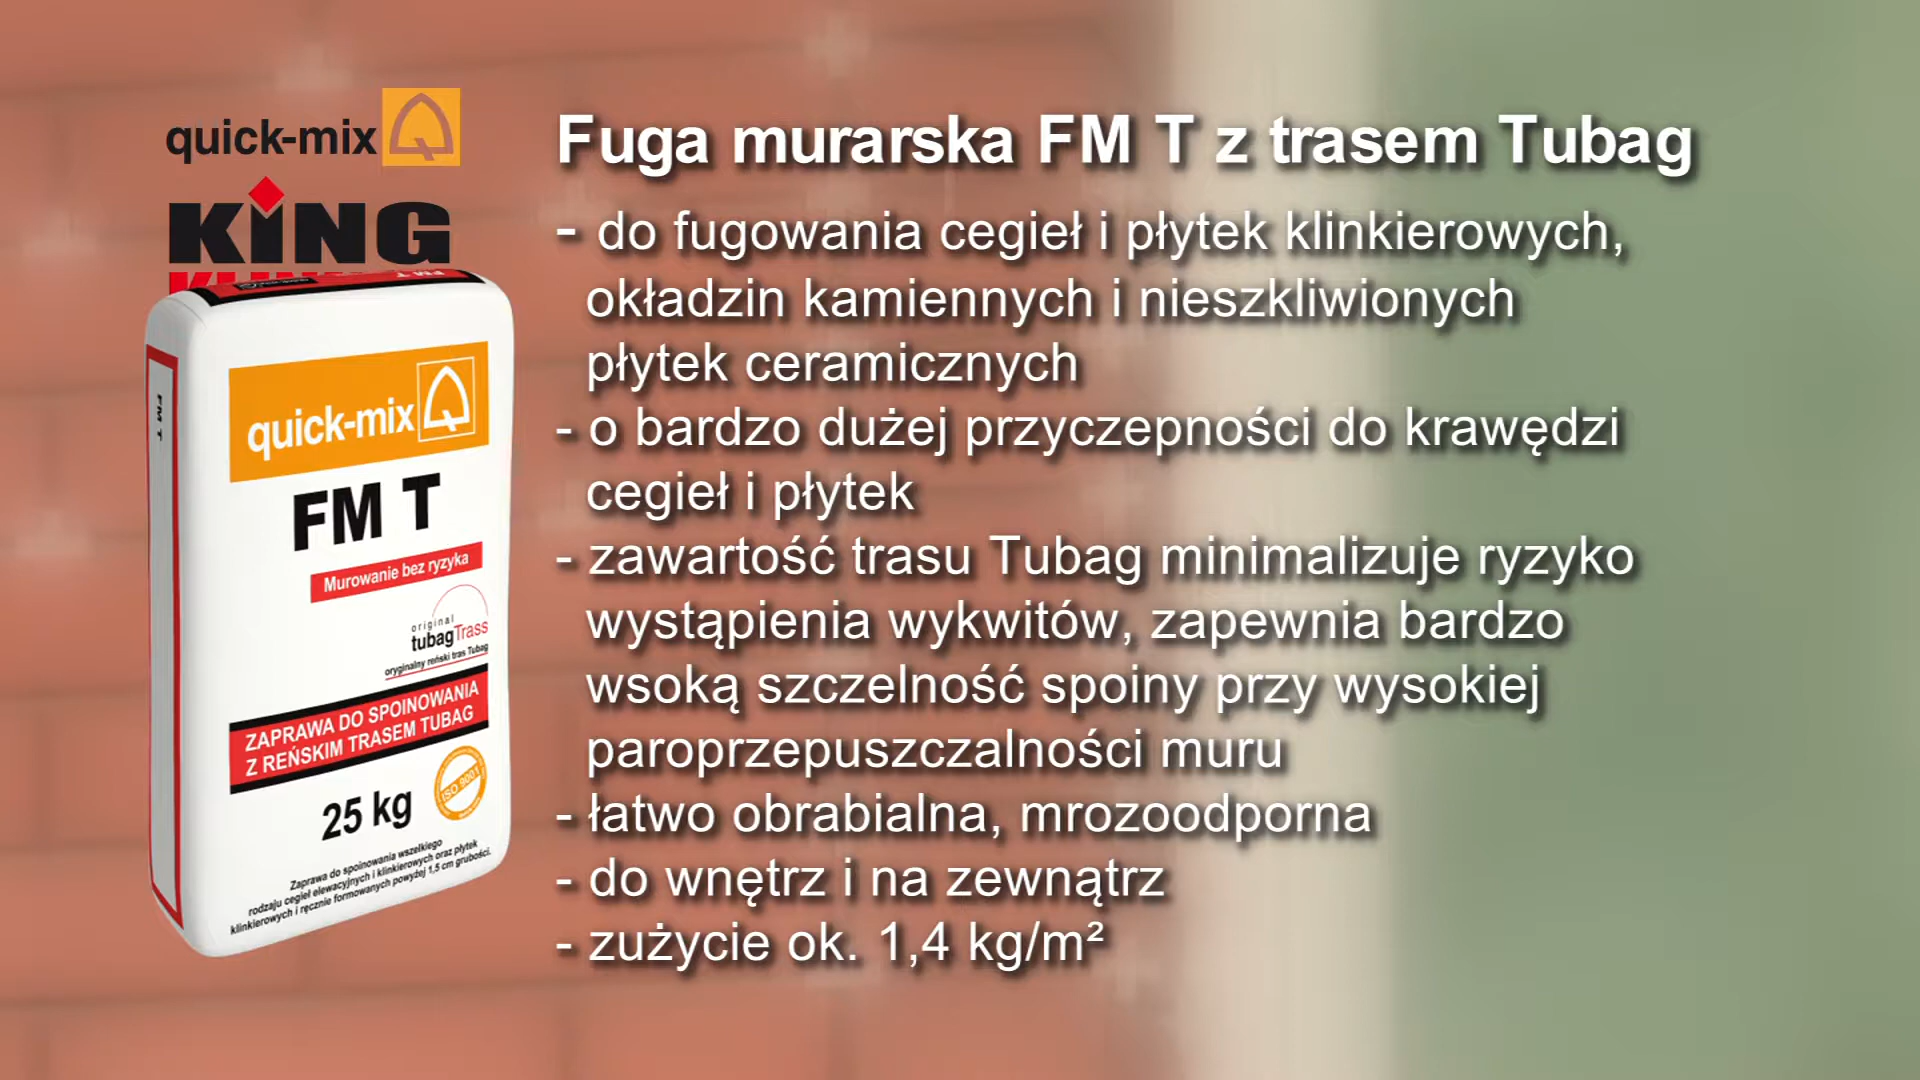 quick-mix
KING
Fuga murarska FM T z trasem Tubag
- do fugowania cegieł i płytek klinkierowych,
okładzin kamiennych i nieszkliwionych
płytek ceramicznych
- o bardzo dużej przyczepności do krawędzi
cegieł i płytek
- zawartość trasu Tubag minimalizuje ryzyko
wystąpienia wykwitów, zapewnia bardzo
wsoką szczelność spoiny przy wysokiej
paroprzepuszczalności muru
- łatwo obrabialna, mrozoodporna
- do wnętrz i na zewnątrz
- zużycie ok. 1,4 kg/m²
FM T
FM T
quick-mix
FM T
Murowanie bez ryzyka
original
tubagTrass
oryginalny reński tras Tubag
ZAPRAWA DO SPOINOWANIA
Z REŃSKIM TRASEM TUBAG
25 kg
ISO 9001
Zaprawa do spoinowania wszelkiego
rodzaju cegieł elewacyjnych i klinkierowych oraz płytek
klinkierowych i ręcznie formowanych powyżej 1,5 cm grubości.